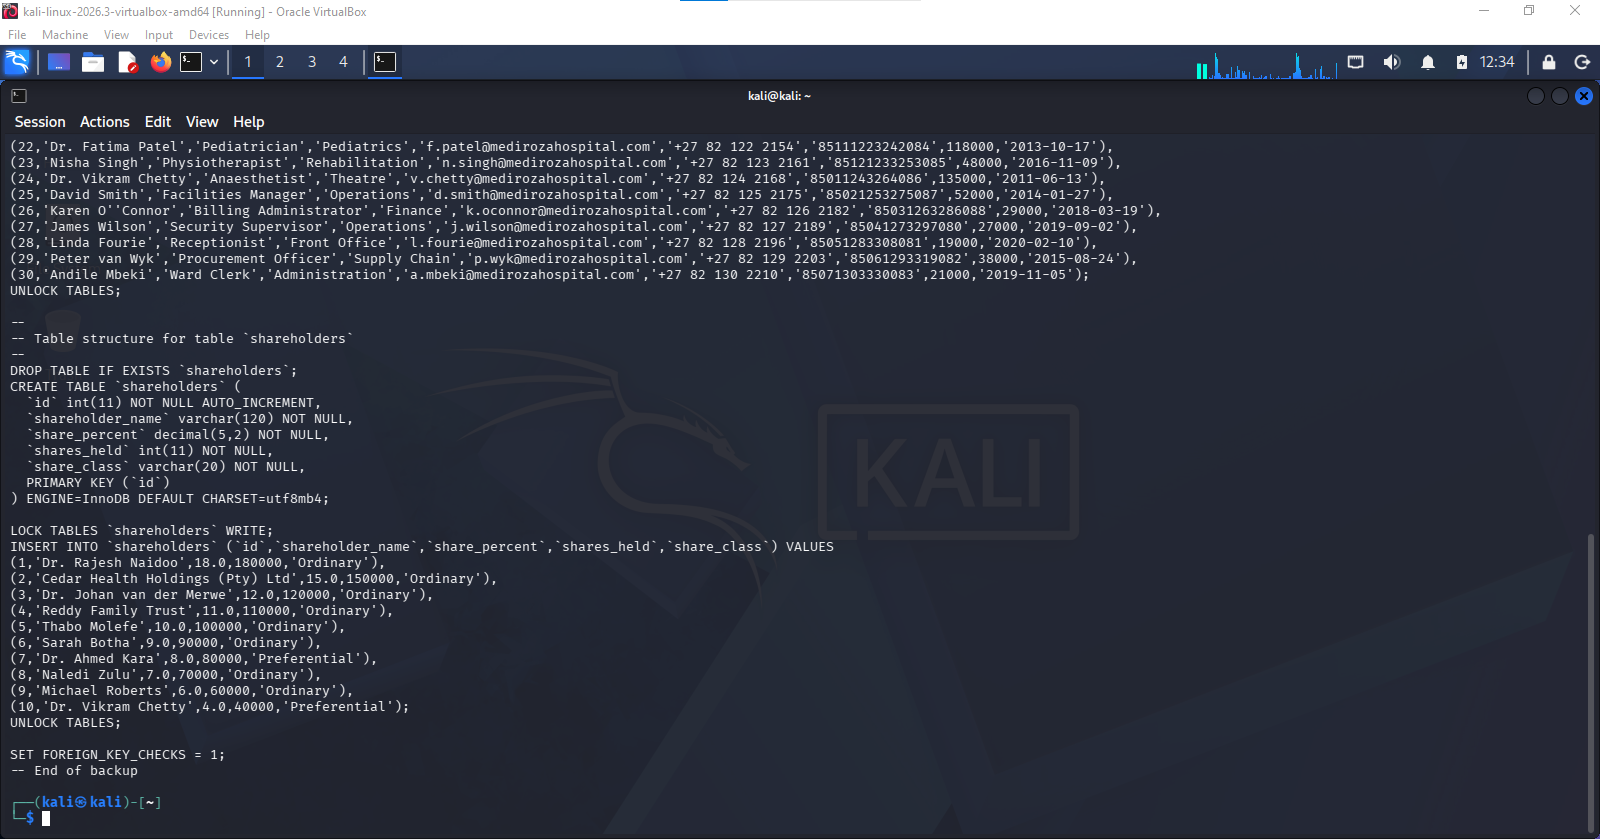 kali-linux-2026.3-virtualbox-amd64 [Running] - Oracle VirtualBox
File Machine View Input Devices Help
1 2 3 4 12:34
kali@kali: ~
Session Actions Edit View Help
(22,'Dr. Fatima Patel','Pediatrician','Pediatrics','f.patel@medirozahospital.com','+27 82 122 2154','85111223242084',118000,'2013-10-17'),
(23,'Nisha Singh','Physiotherapist','Rehabilitation','n.singh@medirozahospital.com','+27 82 123 2161','85121233253085',48000,'2016-11-09'),
(24,'Dr. Vikram Chetty','Anaesthetist','Theatre','v.chetty@medirozahospital.com','+27 82 124 2168','85011243264086',135000,'2011-06-13'),
(25,'David Smith','Facilities Manager','Operations','d.smith@medirozahospital.com','+27 82 125 2175','85021253275087',52000,'2014-01-27'),
(26,'Karen O''Connor','Billing Administrator','Finance','k.oconnor@medirozahospital.com','+27 82 126 2182','85031263286088',29000,'2018-03-19'),
(27,'James Wilson','Security Supervisor','Operations','j.wilson@medirozahospital.com','+27 82 127 2189','85041273297080',27000,'2019-09-02'),
(28,'Linda Fourie','Receptionist','Front Office','l.fourie@medirozahospital.com','+27 82 128 2196','85051283308081',19000,'2020-02-10'),
(29,'Peter van Wyk','Procurement Officer','Supply Chain','p.wyk@medirozahospital.com','+27 82 129 2203','85061293319082',38000,'2015-08-24'),
(30,'Andile Mbeki','Ward Clerk','Administration','a.mbeki@medirozahospital.com','+27 82 130 2210','85071303330083',21000,'2019-11-05');
UNLOCK TABLES;
--
-- Table structure for table `shareholders`
--
DROP TABLE IF EXISTS `shareholders`;
CREATE TABLE `shareholders` (
`id` int(11) NOT NULL AUTO_INCREMENT,
`shareholder_name` varchar(120) NOT NULL,
`share_percent` decimal(5,2) NOT NULL,
`shares_held` int(11) NOT NULL,
`share_class` varchar(20) NOT NULL,
PRIMARY KEY (`id`)
) ENGINE=InnoDB DEFAULT CHARSET=utf8mb4;
LOCK TABLES `shareholders` WRITE;
INSERT INTO `shareholders` (`id`,`shareholder_name`,`share_percent`,`shares_held`,`share_class`) VALUES
(1,'Dr. Rajesh Naidoo',18.0,180000,'Ordinary'),
(2,'Cedar Health Holdings (Pty) Ltd',15.0,150000,'Ordinary'),
(3,'Dr. Johan van der Merwe',12.0,120000,'Ordinary'),
(4,'Reddy Family Trust',11.0,110000,'Ordinary'),
(5,'Thabo Molefe',10.0,100000,'Ordinary'),
(6,'Sarah Botha',9.0,90000,'Ordinary'),
(7,'Dr. Ahmed Kara',8.0,80000,'Preferential'),
(8,'Naledi Zulu',7.0,70000,'Ordinary'),
(9,'Michael Roberts',6.0,60000,'Ordinary'),
(10,'Dr. Vikram Chetty',4.0,40000,'Preferential');
UNLOCK TABLES;
SET FOREIGN_KEY_CHECKS = 1;
-- End of backup
┌──(kali㉿kali)-[~]
└─$
KALI